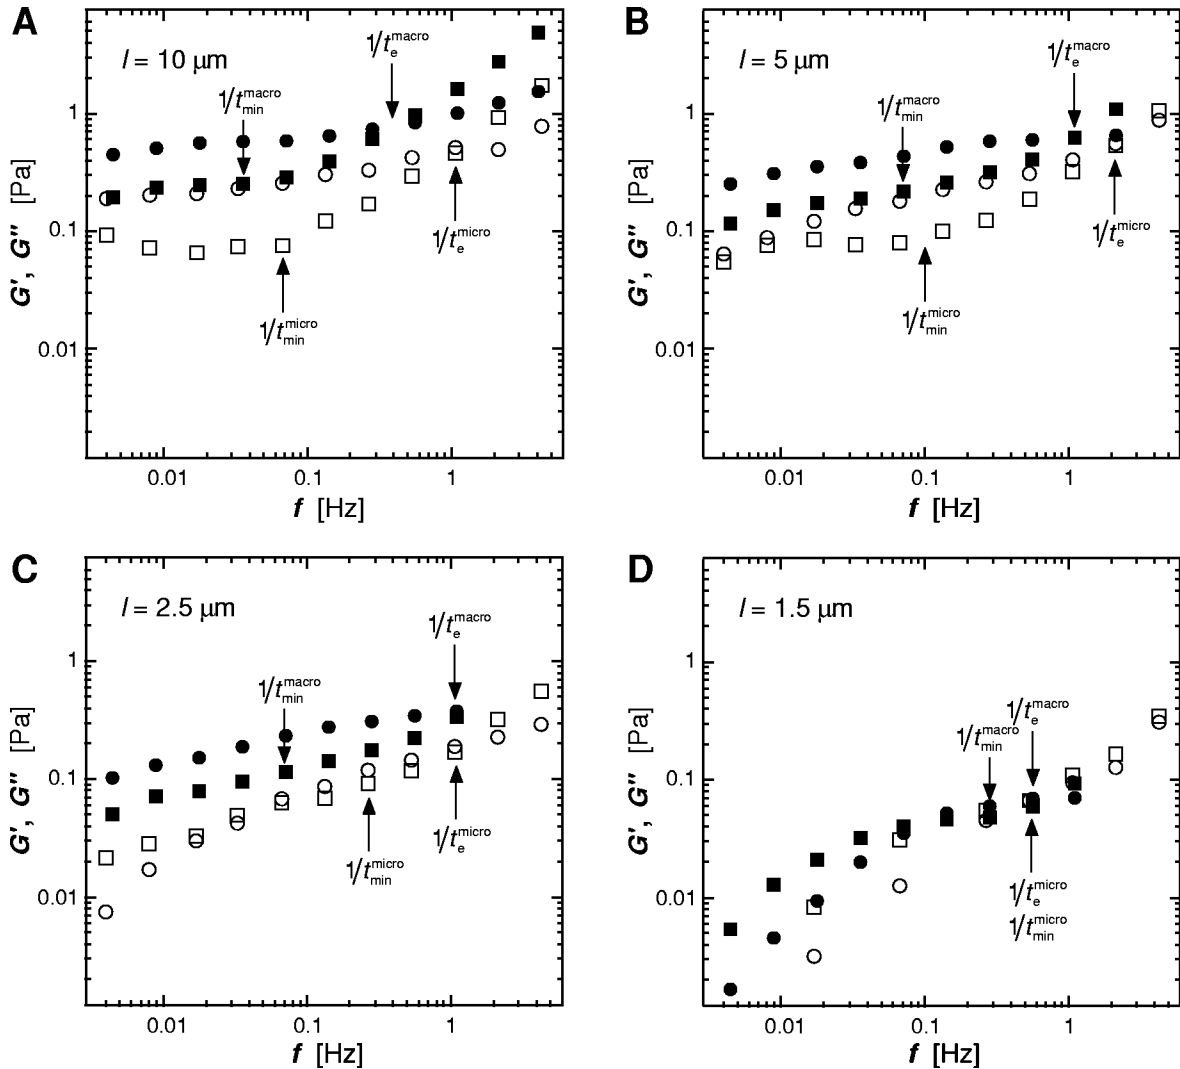 A
l = 10 μm
1/t_e^macro
1/t_min^macro
1
0.1
0.01
1/t_e^micro
1/t_min^micro
G′, G″ [Pa]
0.01 0.1 1
f [Hz]
B
l = 5 μm
1/t_e^macro
1/t_min^macro
1
0.1
0.01
1/t_e^micro
1/t_min^micro
G′, G″ [Pa]
0.01 0.1 1
f [Hz]
C
l = 2.5 μm
1/t_e^macro
1/t_min^macro
1
0.1
0.01
1/t_e^micro
1/t_min^micro
G′, G″ [Pa]
0.01 0.1 1
f [Hz]
D
l = 1.5 μm
1/t_e^macro
1/t_min^macro
1
0.1
0.01
1/t_e^micro
1/t_min^micro
G′, G″ [Pa]
0.01 0.1 1
f [Hz]